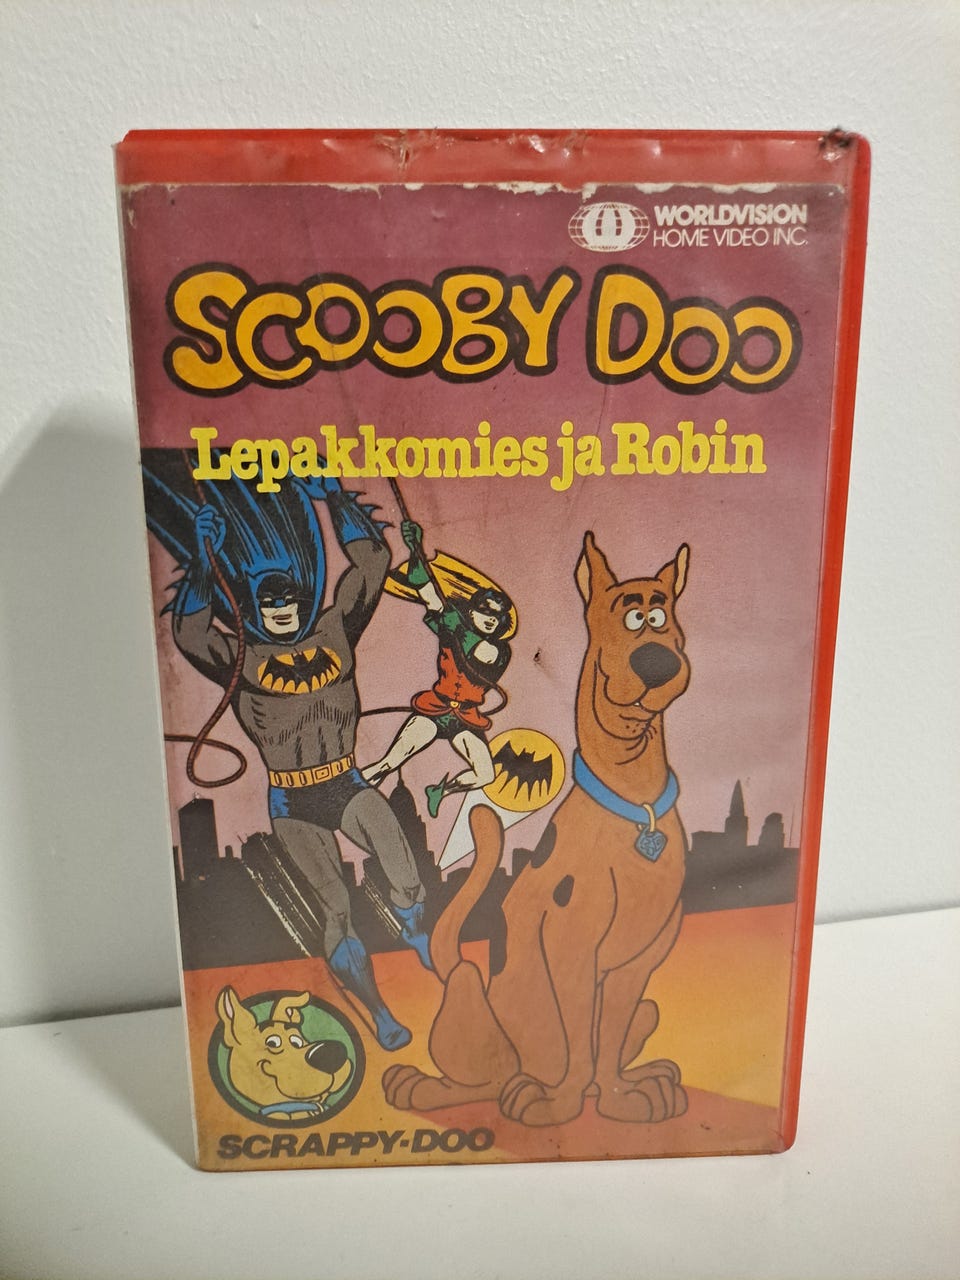 WORLDVISION
HOME VIDEO INC.
SCOOBY DOO
Lepakkomies ja Robin
SCRAPPY-DOO